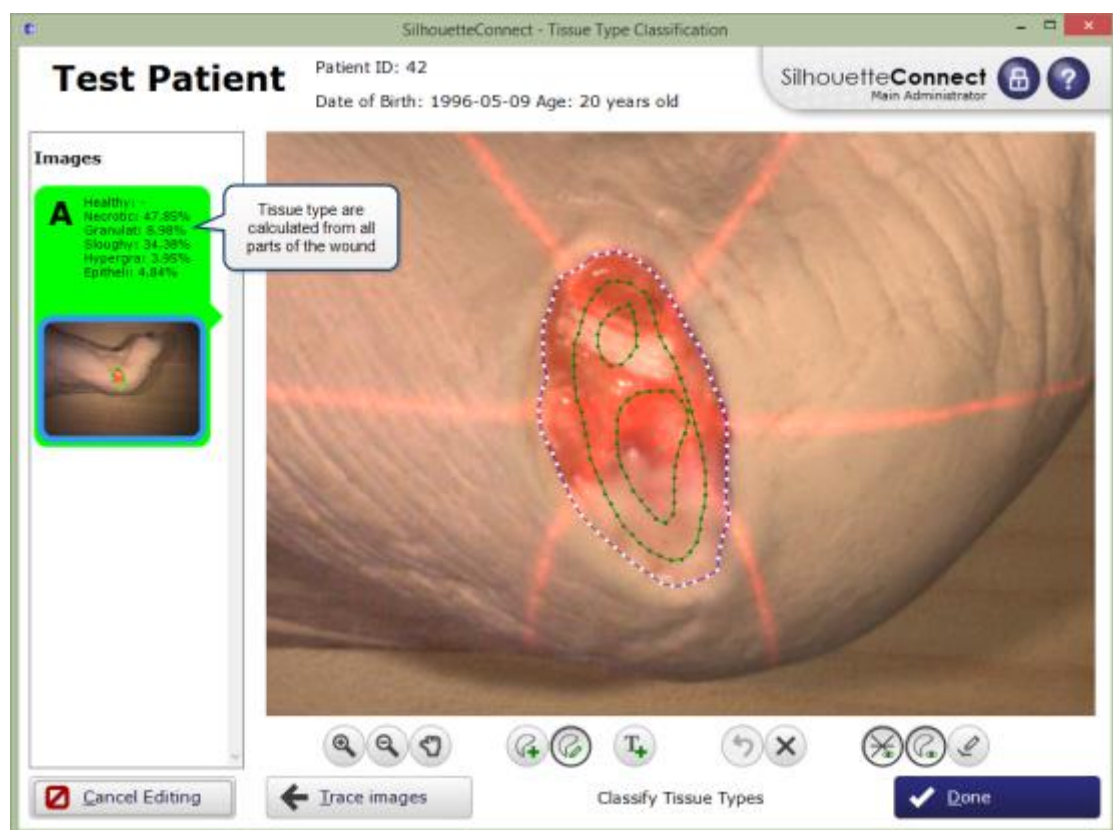 SilhouetteConnect - Tissue Type Classification
Test Patient
Patient ID: 42
Date of Birth: 1996-05-09 Age: 20 years old
SilhouetteConnect
Main Administrator
?
Images
A
Healthy: -
Necrotic: 47.85%
Granulat: 8.98%
Sloughy: 34.38%
Hypergra: 3.95%
Epitheli: 4.84%
Tissue type are
calculated from all
parts of the wound
T
Cancel Editing
Trace images
Classify Tissue Types
Done